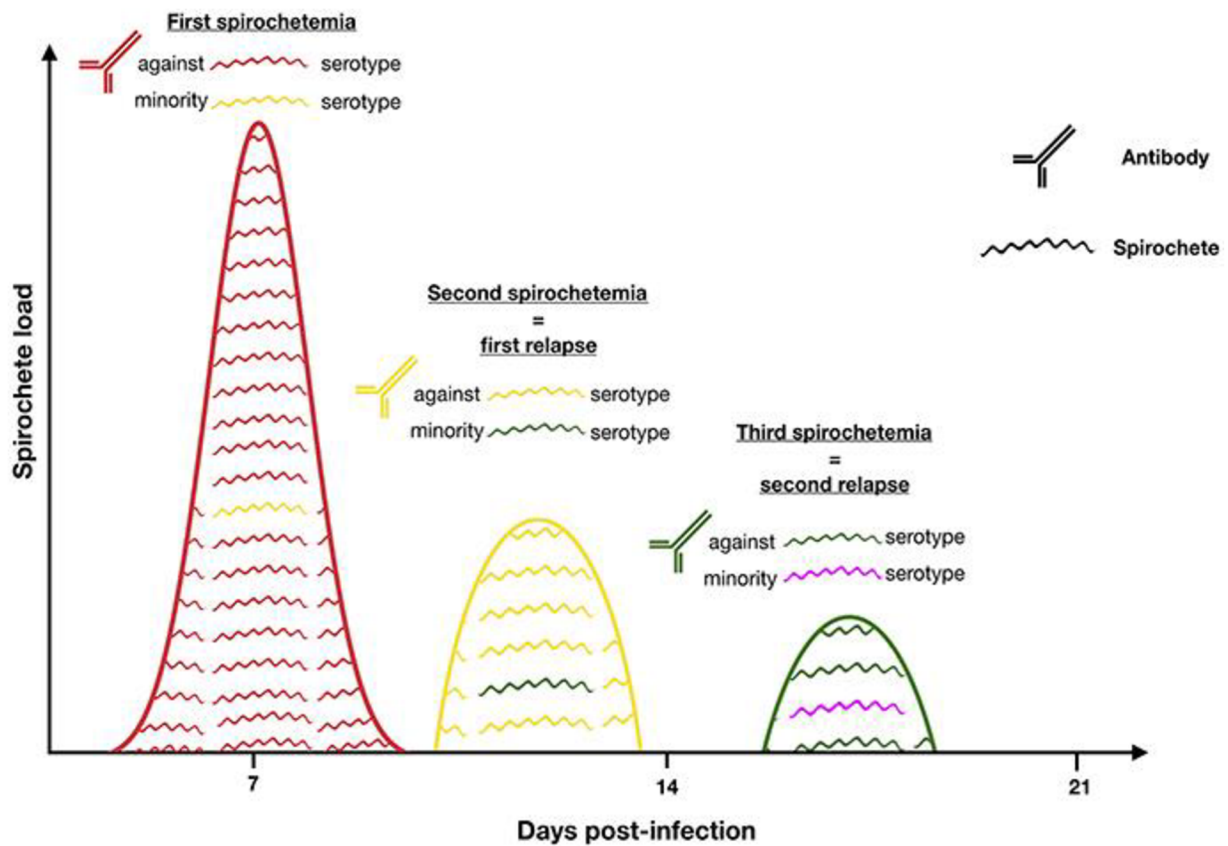 First spirochetemia
against serotype
minority serotype
Antibody
Spirochete
Second spirochetemia
=
first relapse
against serotype
minority serotype
Third spirochetemia
=
second relapse
against serotype
minority serotype
Spirochete load
7
14
21
Days post-infection